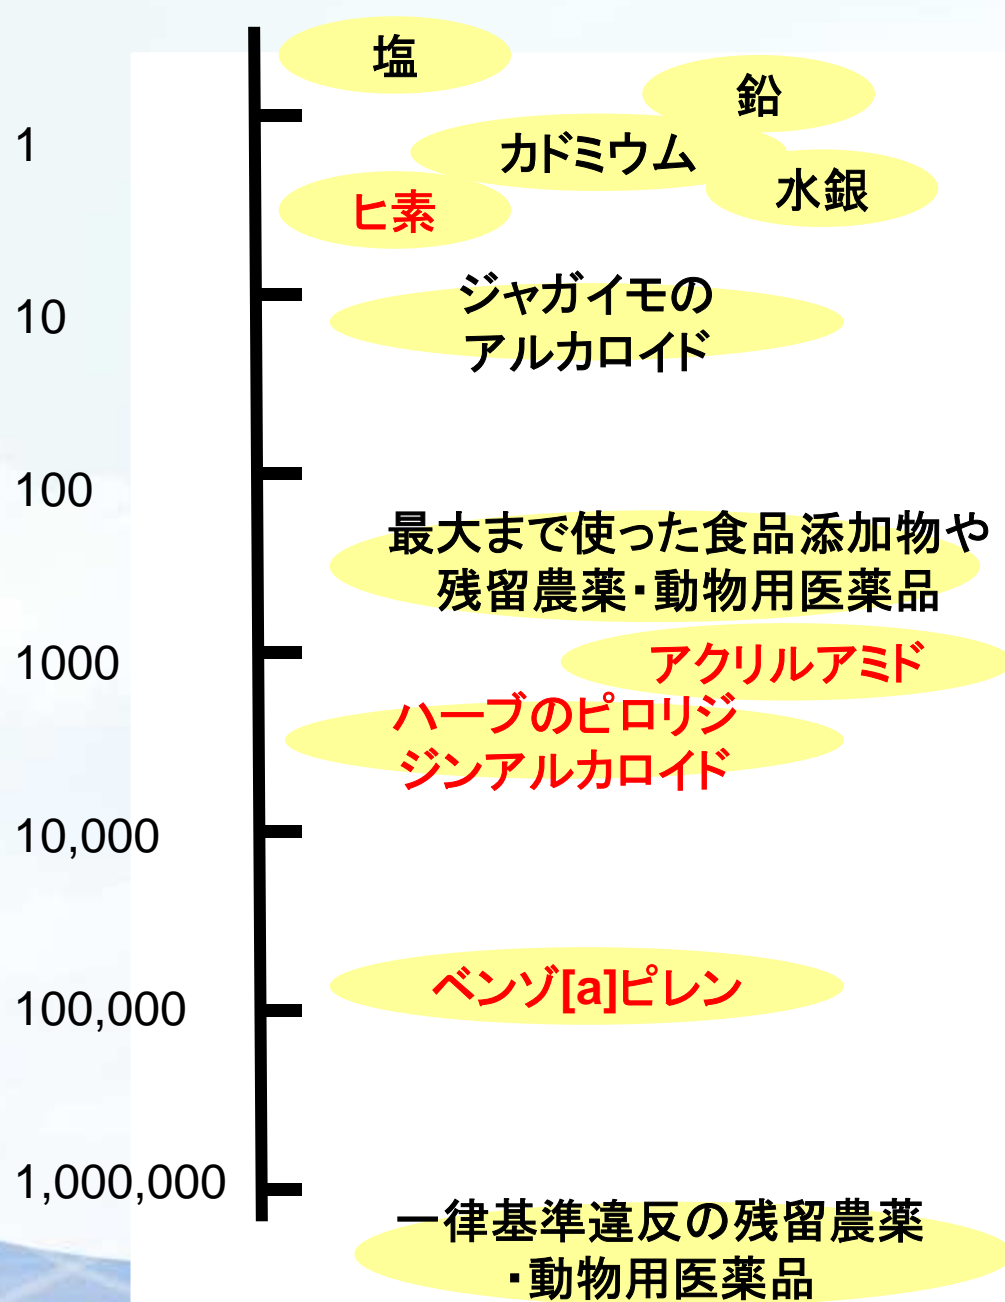 塩
鉛
1
カドミウム
水銀
ヒ素
10
ジャガイモの
アルカロイド
100
最大まで使った食品添加物や
残留農薬・動物用医薬品
1000
アクリルアミド
ハーブのピロリジ
ジンアルカロイド
10,000
ベンゾ[a]ピレン
100,000
1,000,000
一律基準違反の残留農薬
・動物用医薬品